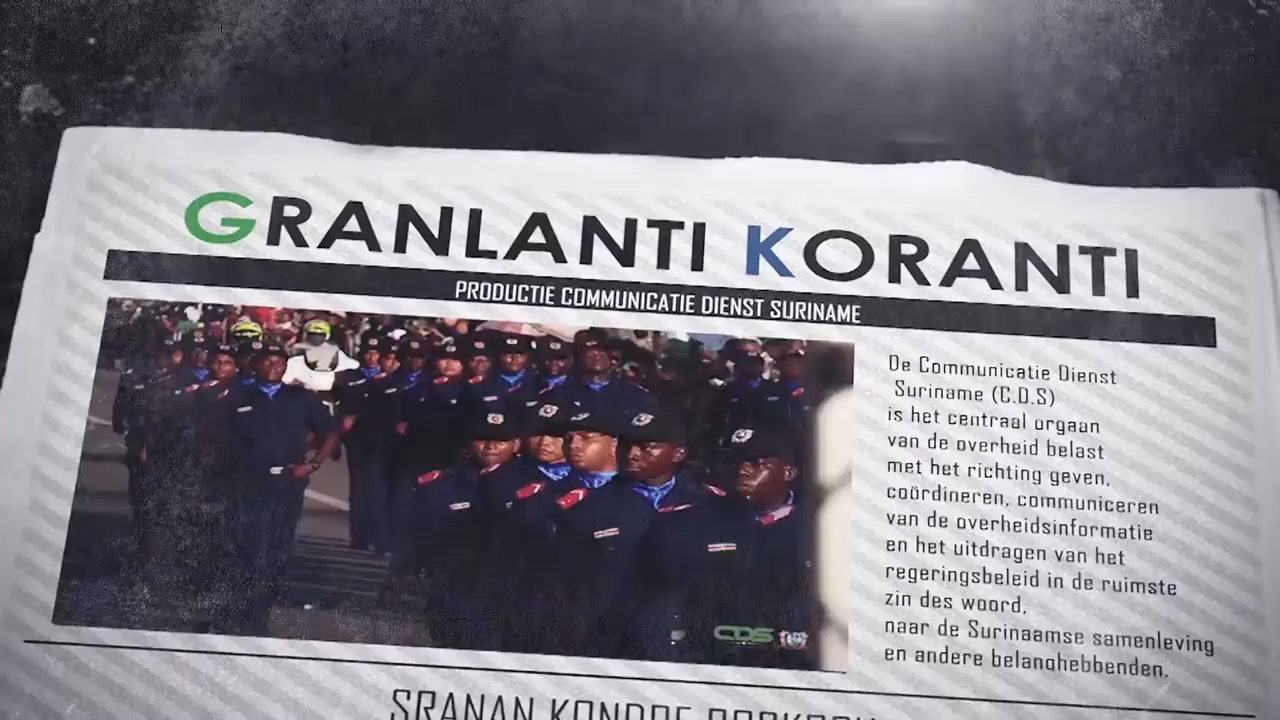 GRANLANTI KORANTI
PRODUCTIE COMMUNICATIE DIENST SURINAME
De Communicatie Dienst
Suriname (C.D.S)
is het centraal orgaan
van de overheid belast
met het richting geven,
coördineren, communiceren
van de overheidsinformatie
en het uitdragen van het
regeringsbeleid in de ruimste
zin des woord,
naar de Surinaamse samenleving
en andere belanghebbenden.
CDS
SRANAN KONDRE